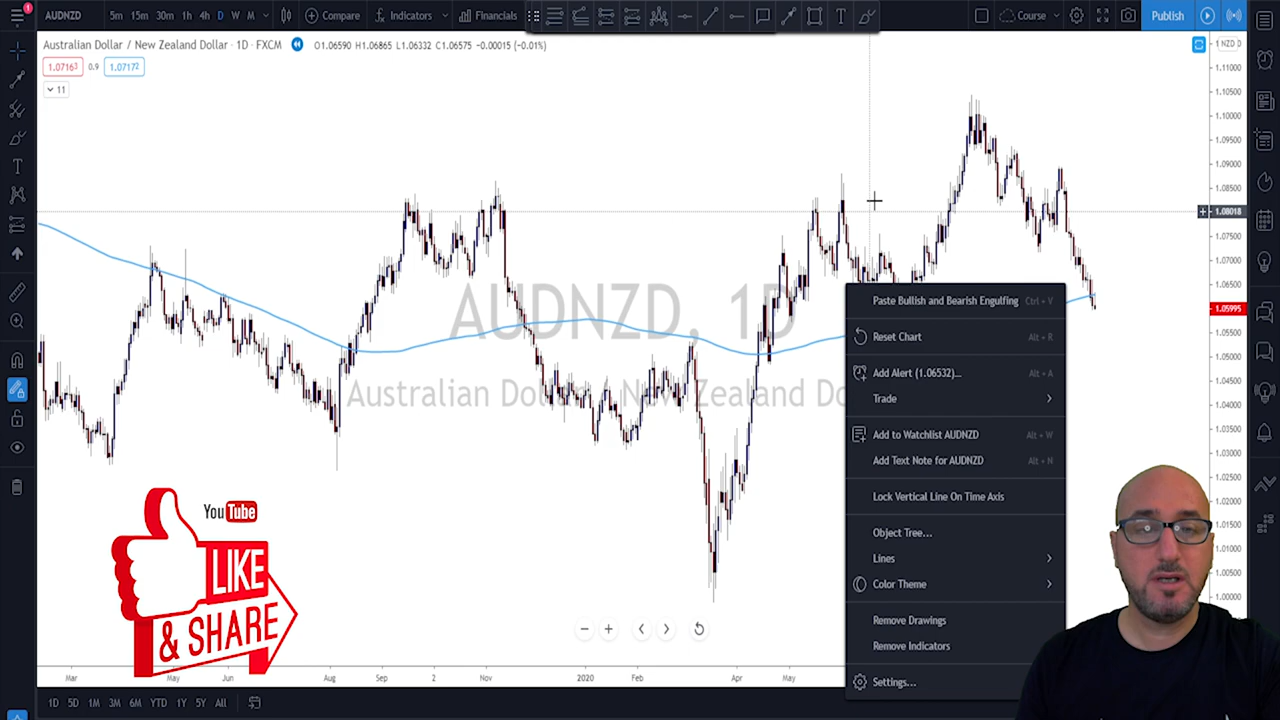 1
AUDNZD 5m 15m 30m 1h 4h D W M Compare Indicators Financials Course Publish
Australian Dollar / New Zealand Dollar · 1D · FXCM O1.06590 H1.06865 L1.06332 C1.06575 -0.00015 (-0.01%)
1.07163 0.9 1.07172
11
NZD
1.11000
1.10500
1.10000
1.09500
1.09000
1.08500
1.08018
1.07500
1.07000
1.06500
1.05995
1.05500
1.05000
1.04500
1.04000
1.03500
1.03000
1.02500
1.02000
1.01500
1.01000
1.00500
1.00000
AUDNZD, 1D
Australian Dollar / New Zealand Do
Paste Bullish and Bearish Engulfing Ctrl + V
Reset Chart Alt + R
Add Alert (1.06532)... Alt + A
Trade
Add to Watchlist AUDNZD Alt + W
Add Text Note for AUDNZD Alt + N
Lock Vertical Line On Time Axis
Object Tree...
Lines
Color Theme
Remove Drawings
Remove Indicators
Settings...
YouTube
LIKE
& SHARE
Mar May Jun Aug Sep 2 Nov 2020 Feb Apr May
1D 5D 1M 3M 6M YTD 1Y 5Y All